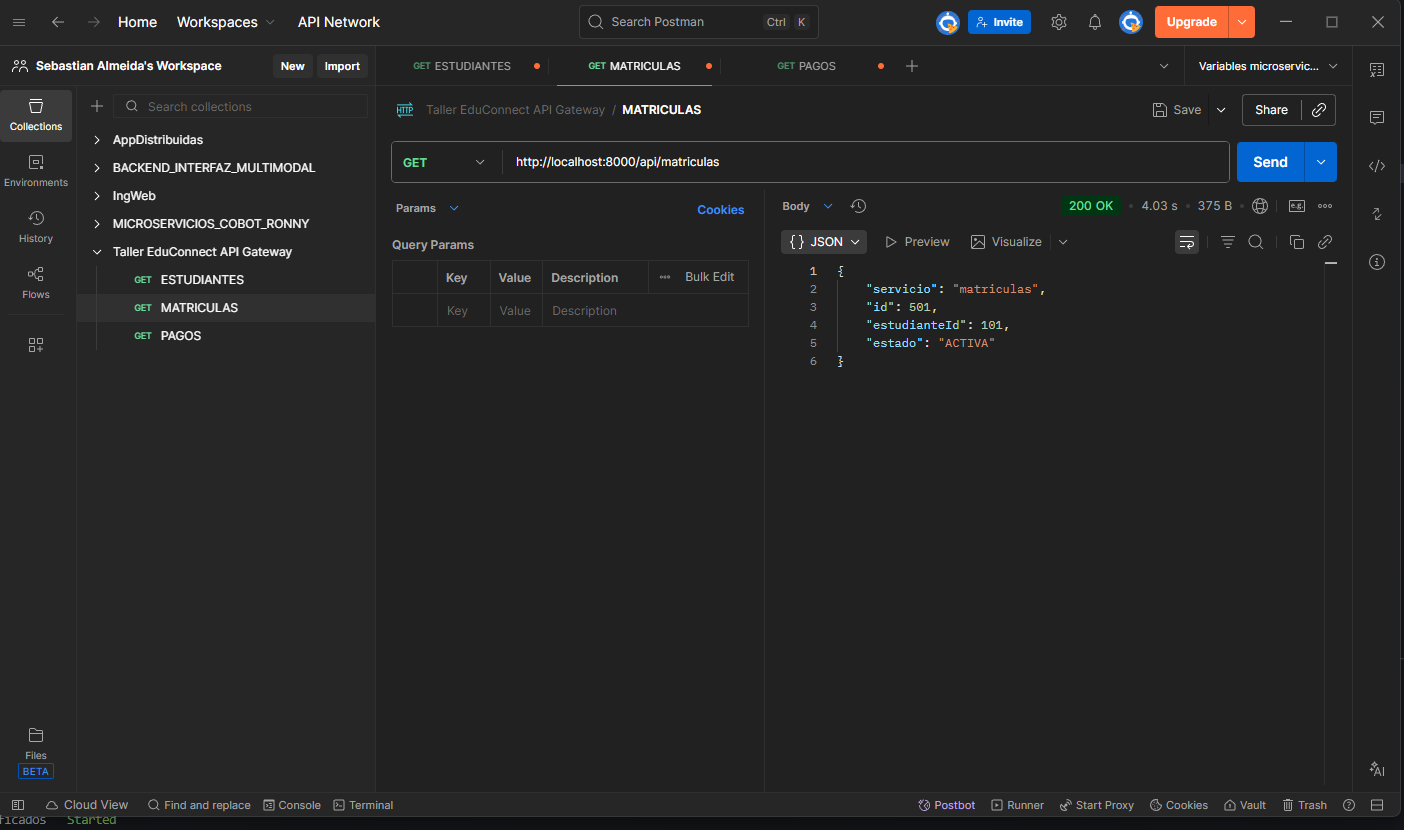 Home Workspaces API Network Search Postman Ctrl K Invite Upgrade
Sebastian Almeida's Workspace New Import GET ESTUDIANTES GET MATRICULAS GET PAGOS Variables microservic...
Collections
Environments
History
Flows
Search collections
AppDistribuidas
BACKEND_INTERFAZ_MULTIMODAL
IngWeb
MICROSERVICIOS_COBOT_RONNY
Taller EduConnect API Gateway
GET ESTUDIANTES
GET MATRICULAS
GET PAGOS
HTTP Taller EduConnect API Gateway / MATRICULAS Save Share
GET http://localhost:8000/api/matriculas Send
Params Cookies
Query Params
Key Value Description Bulk Edit
Key Value Description
Body 200 OK • 4.03 s • 375 B • e.g.
{ } JSON Preview Visualize
1 {
2 "servicio": "matriculas",
3 "id": 501,
4 "estudianteId": 101,
5 "estado": "ACTIVA"
6 }
Files
BETA
AI
Cloud View Find and replace Console Terminal Postbot Runner Start Proxy Cookies Vault Trash
ficados Started